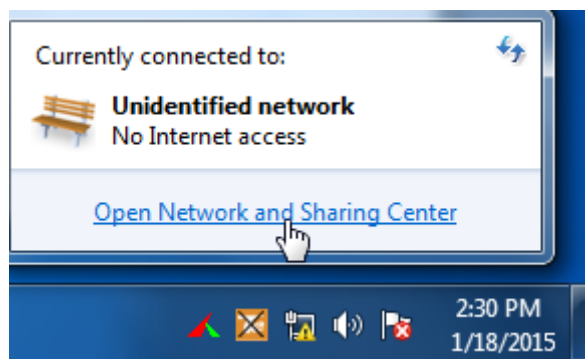 Currently connected to:
Unidentified network
No Internet access
Open Network and Sharing Center
2:30 PM
1/18/2015